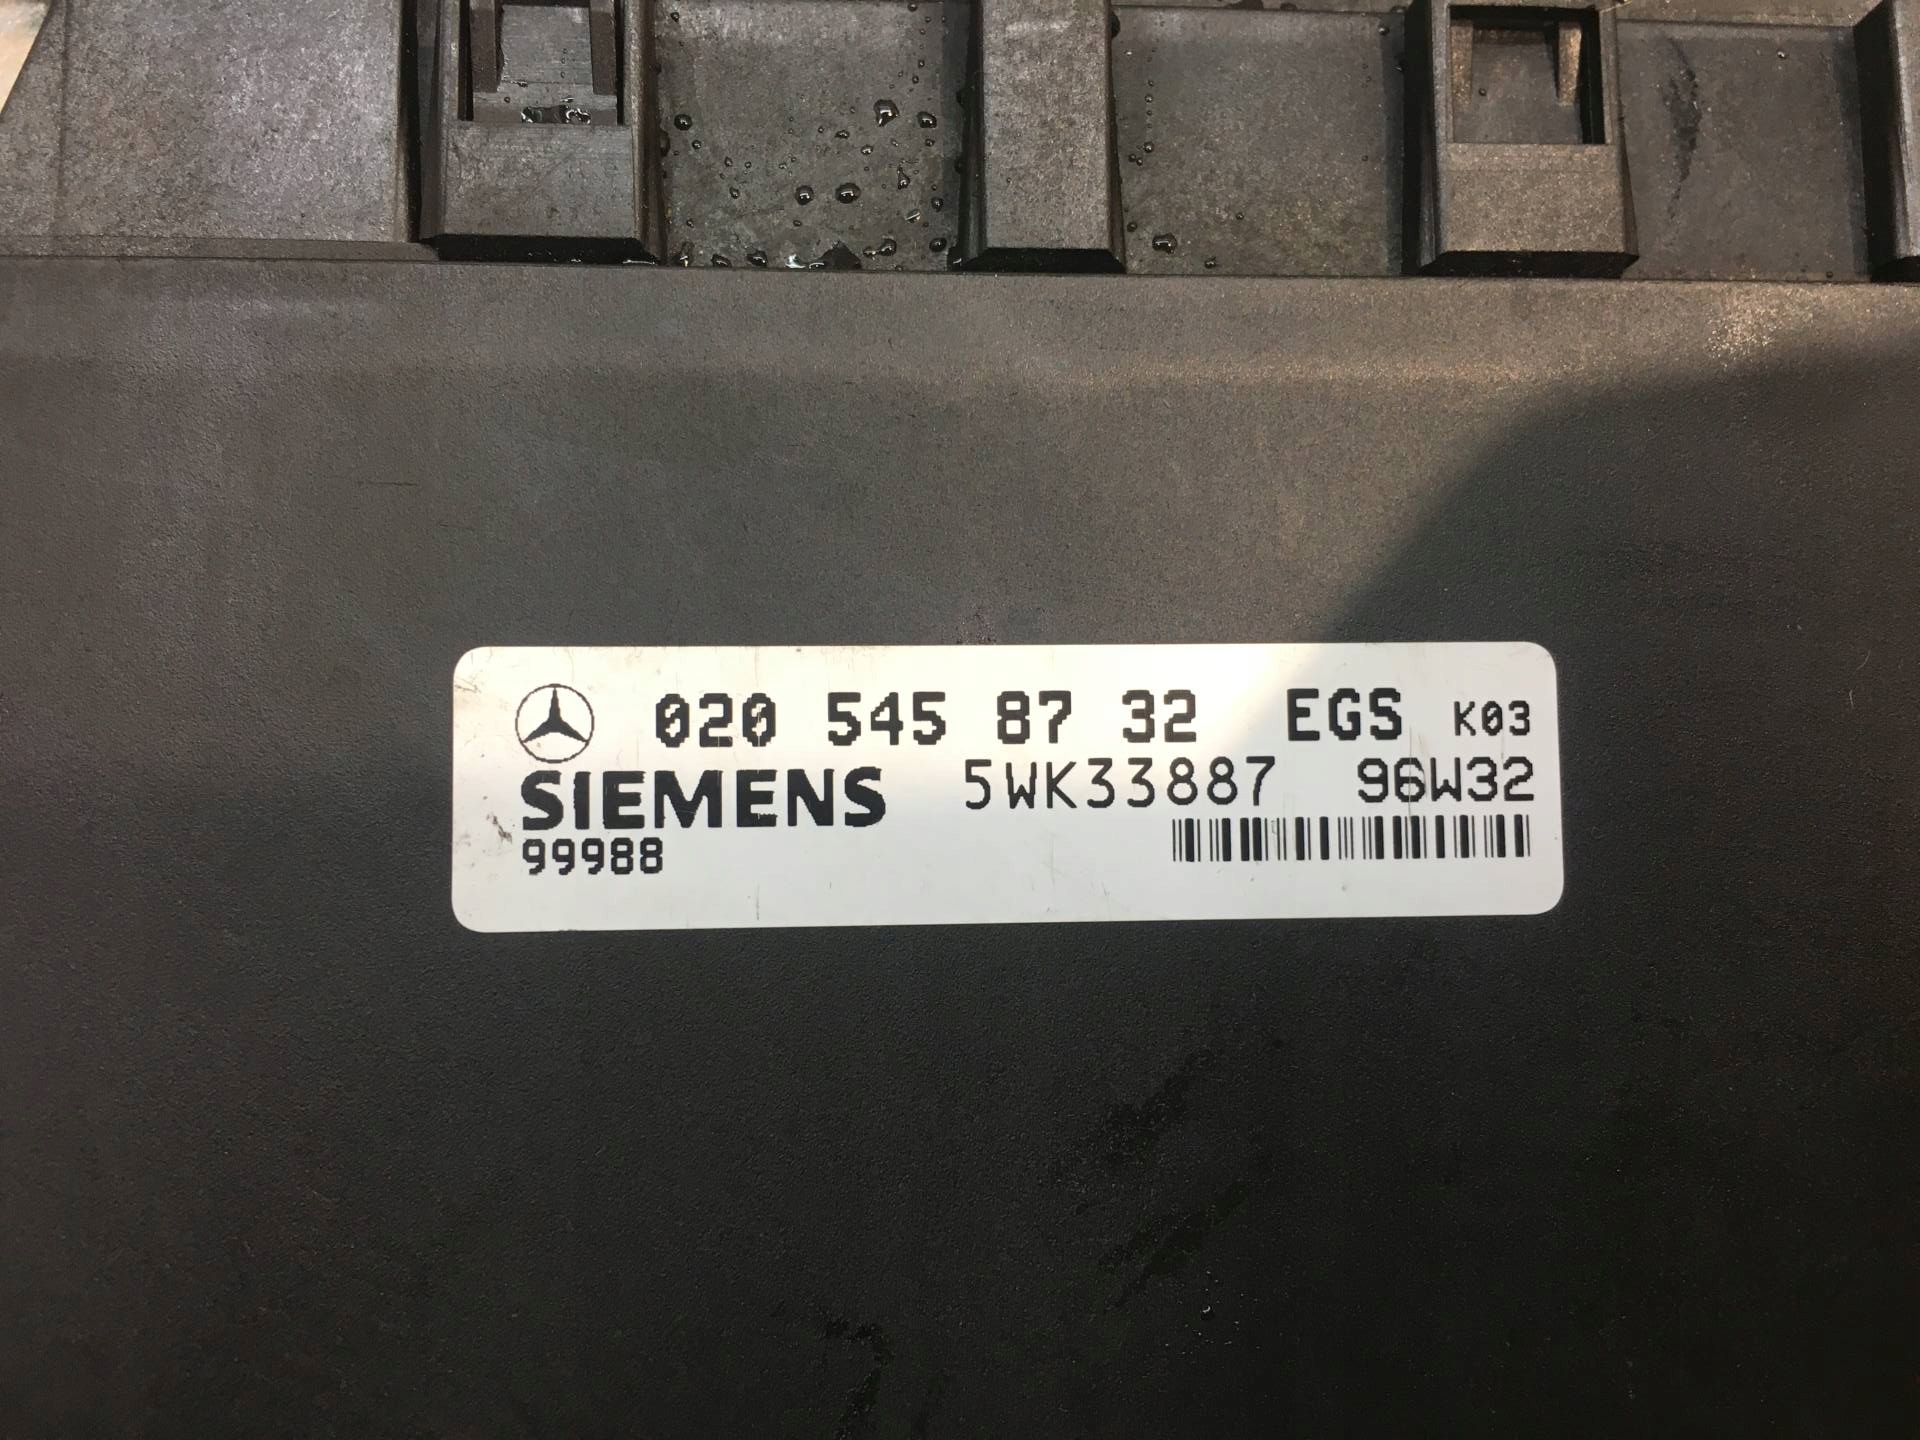 020 545 87 32 EGS K03
SIEMENS 5WK33887 96W32
99988